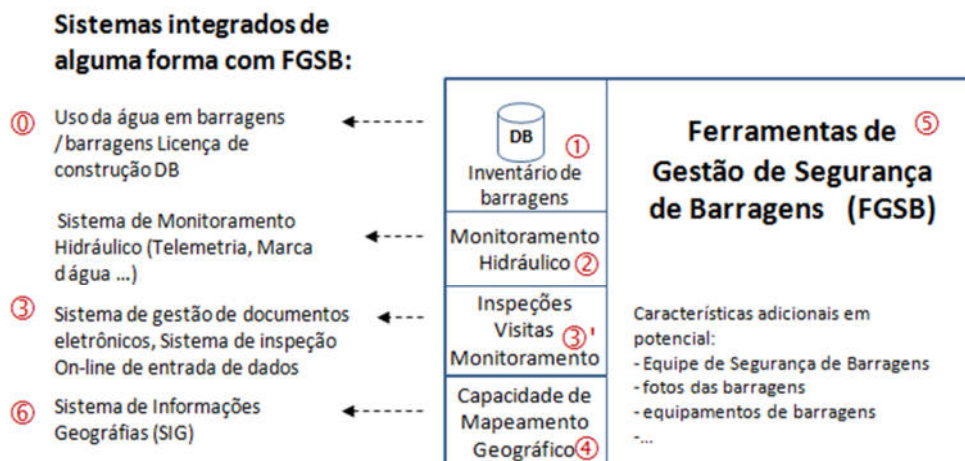 Sistemas integrados de
alguma forma com FGSB:
⓪ Uso da água em barragens
/barragens Licença de
construção DB
Sistema de Monitoramento
Hidráulico (Telemetria, Marca
d água ...)
③ Sistema de gestão de documentos
eletrônicos, Sistema de inspeção
On-line de entrada de dados
⑥ Sistema de Informações
Geográfias (SIG)
DB ①
Inventário de
barragens
Monitoramento
Hidráulico ②
Inspeções
Visitas ③'
Monitoramento
Capacidade de
Mapeamento
Geográfico ④
Ferramentas de ⑤
Gestão de Segurança
de Barragens (FGSB)
Características adicionais em
potencial:
- Equipe de Segurança de Barragens
- fotos das barragens
- equipamentos de barragens
-...